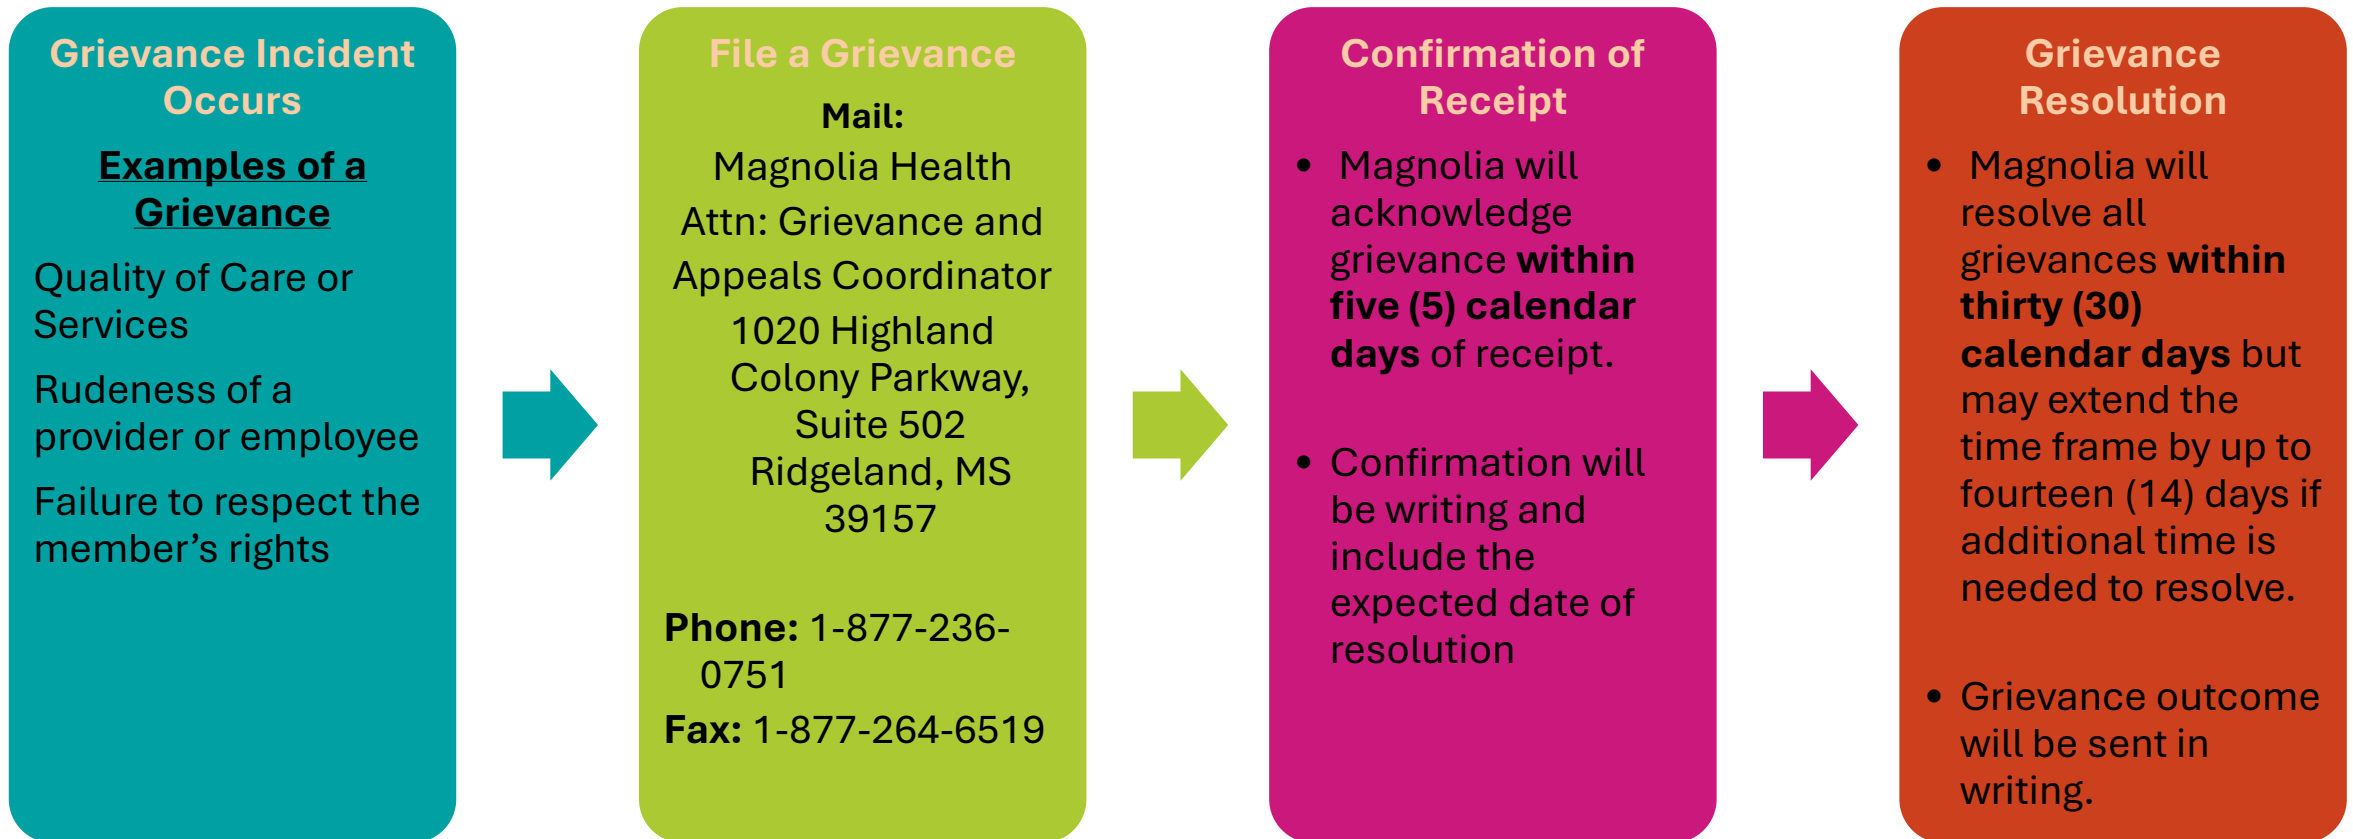 Grievance Incident
Occurs
Examples of a
Grievance
Quality of Care or
Services
Rudeness of a
provider or employee
Failure to respect the
member’s rights
File a Grievance
Mail:
Magnolia Health
Attn: Grievance and
Appeals Coordinator
1020 Highland
Colony Parkway,
Suite 502
Ridgeland, MS
39157
Phone: 1-877-236-
0751
Fax: 1-877-264-6519
Confirmation of
Receipt
• Magnolia will
acknowledge
grievance within
five (5) calendar
days of receipt.
• Confirmation will
be writing and
include the
expected date of
resolution
Grievance
Resolution
• Magnolia will
resolve all
grievances within
thirty (30)
calendar days but
may extend the
time frame by up to
fourteen (14) days if
additional time is
needed to resolve.
• Grievance outcome
will be sent in
writing.